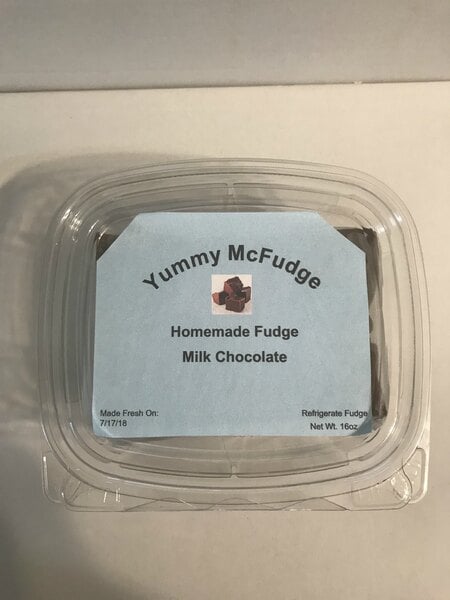 Yummy McFudge
Homemade Fudge
Milk Chocolate
Made Fresh On:
7/17/18
Refrigerate Fudge
Net Wt. 16oz